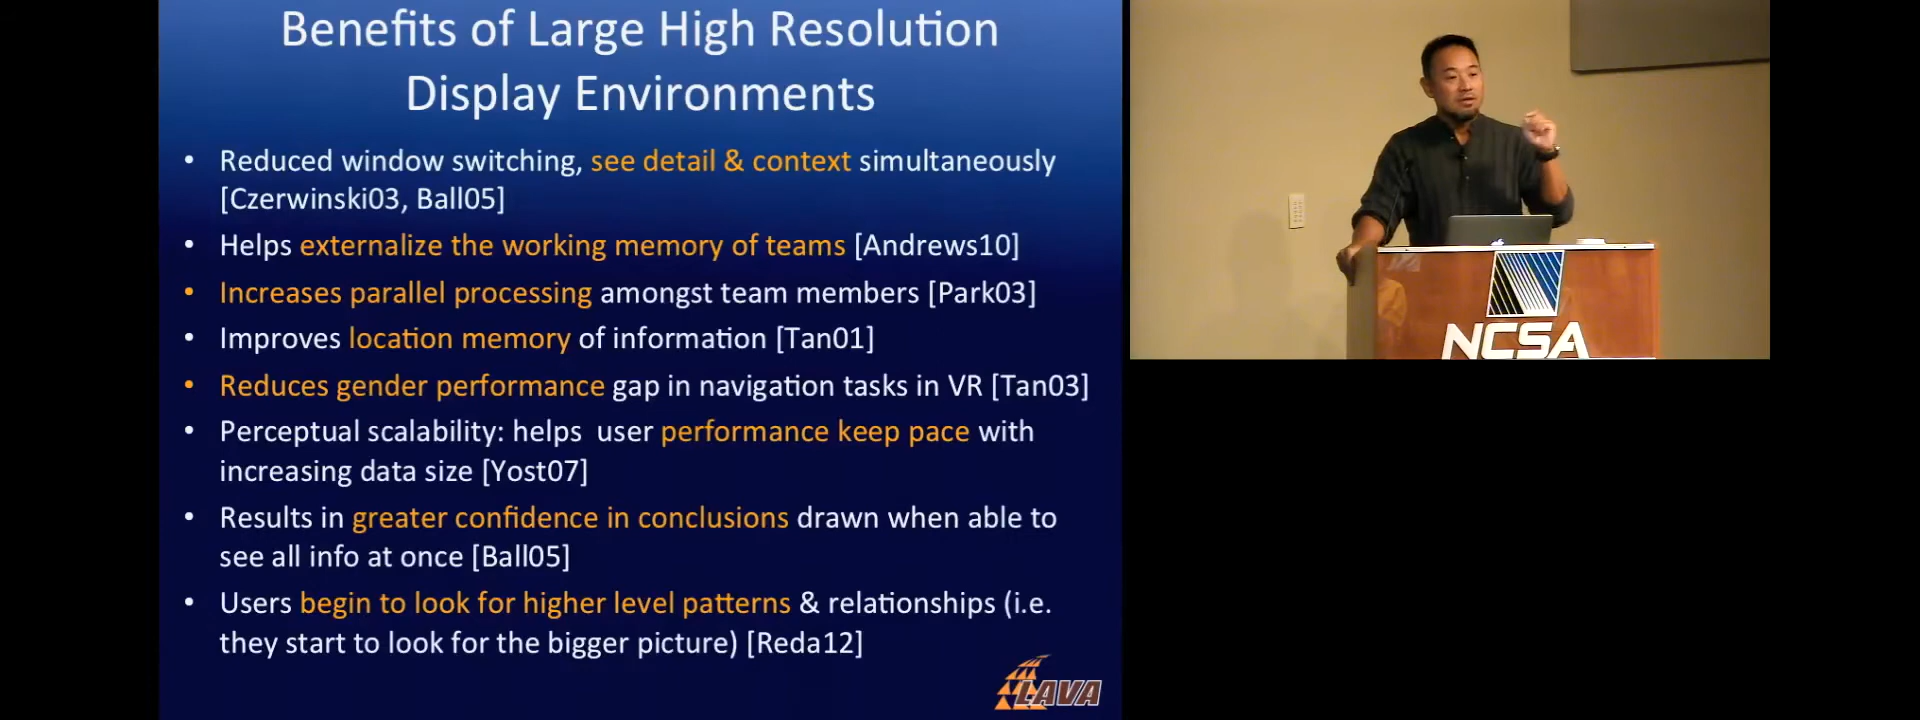 Benefits of Large High Resolution
Display Environments
• Reduced window switching, see detail & context simultaneously
[Czerwinski03, Ball05]
• Helps externalize the working memory of teams [Andrews10]
• Increases parallel processing amongst team members [Park03]
• Improves location memory of information [Tan01]
• Reduces gender performance gap in navigation tasks in VR [Tan03]
• Perceptual scalability: helps  user performance keep pace with
increasing data size [Yost07]
• Results in greater confidence in conclusions drawn when able to
see all info at once [Ball05]
• Users begin to look for higher level patterns & relationships (i.e.
they start to look for the bigger picture) [Reda12]
LAVA
NCSA